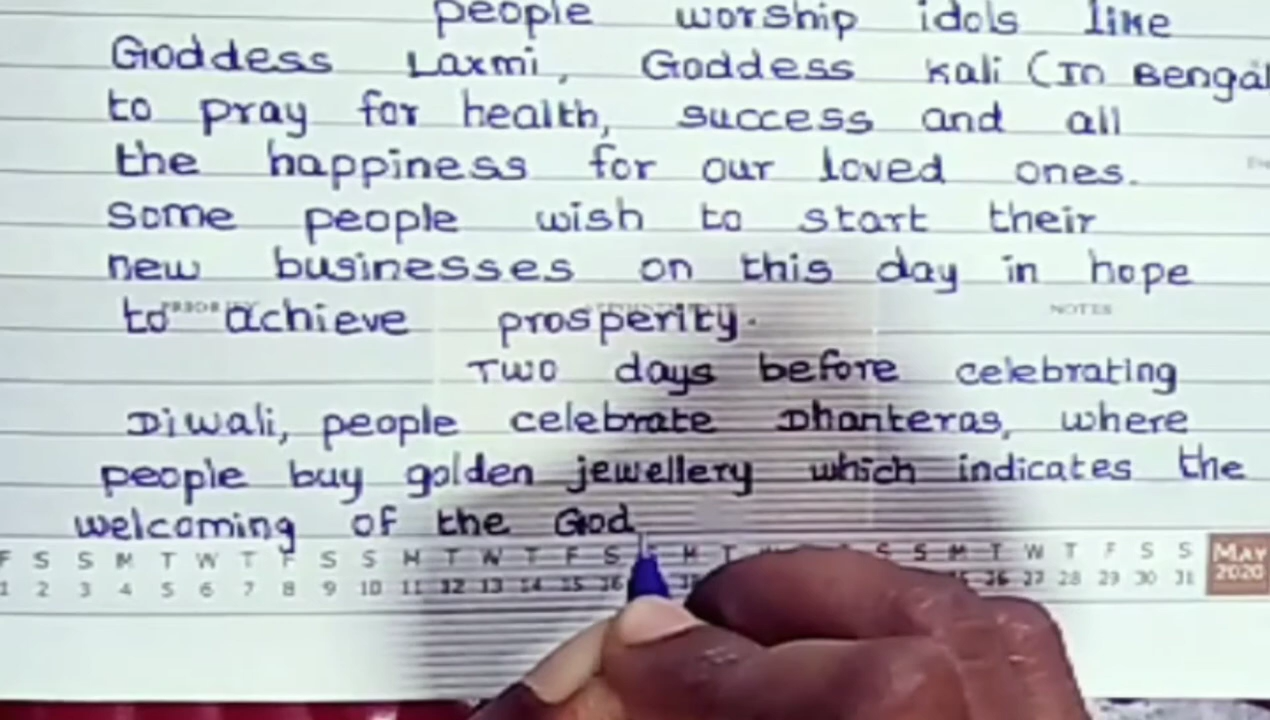 people worship idols like
Goddess Laxmi, Goddess Kali (In Bengal
to pray for health, success and all
the happiness for our loved ones.
Some people wish to start their
new businesses on this day in hope
PRIORITY NOTES
to achieve prosperity.
Two days before celebrating
Diwali, people celebrate Dhanteras, where
people buy golden jewellery which indicates the
welcoming of the God
F S S M T W T F S S M T W T F S M T S S M T W T F S S MAY
1 2 3 4 5 6 7 8 9 10 11 12 13 14 15 16 26 27 28 29 30 31 2020